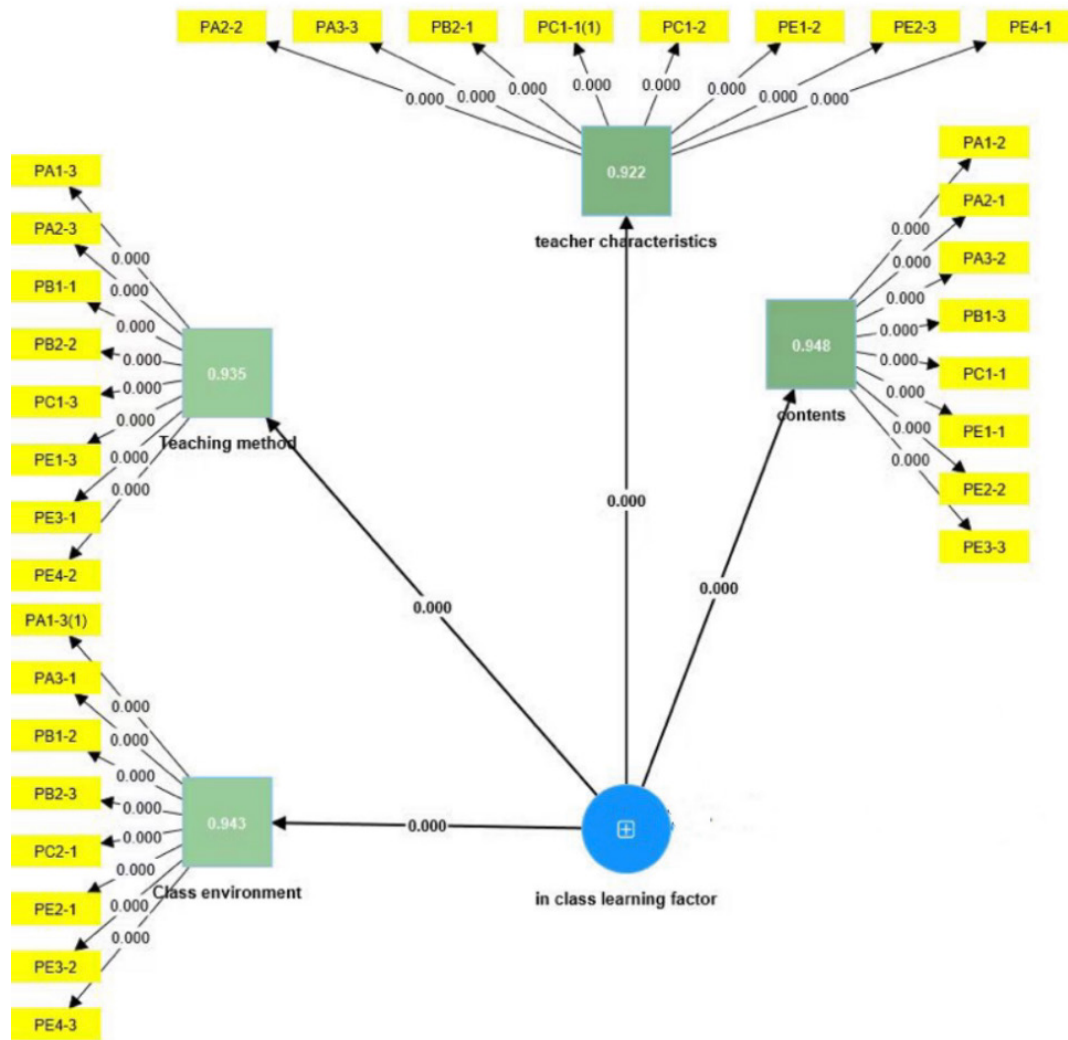 PA2-2 PA3-3 PB2-1 PC1-1(1) PC1-2 PE1-2 PE2-3 PE4-1
0.000 0.000 0.000 0.000 0.000 0.000 0.000 0.000
0.922
teacher characteristics
PA1-3
PA2-3
PB1-1
PB2-2
PC1-3
PE1-3
PE3-1
PE4-2
0.000
0.000
0.000
0.000
0.000
0.000
0.000
0.000
0.935
Teaching method
PA1-2
PA2-1
PA3-2
PB1-3
PC1-1
PE1-1
PE2-2
PE3-3
0.000
0.000
0.000
0.000
0.000
0.000
0.000
0.000
0.948
contents
0.000
0.000
0.000
0.000
PA1-3(1)
PA3-1
PB1-2
PB2-3
PC2-1
PE2-1
PE3-2
PE4-3
0.000
0.000
0.000
0.000
0.000
0.000
0.000
0.000
0.943
Class environment
in class learning factor